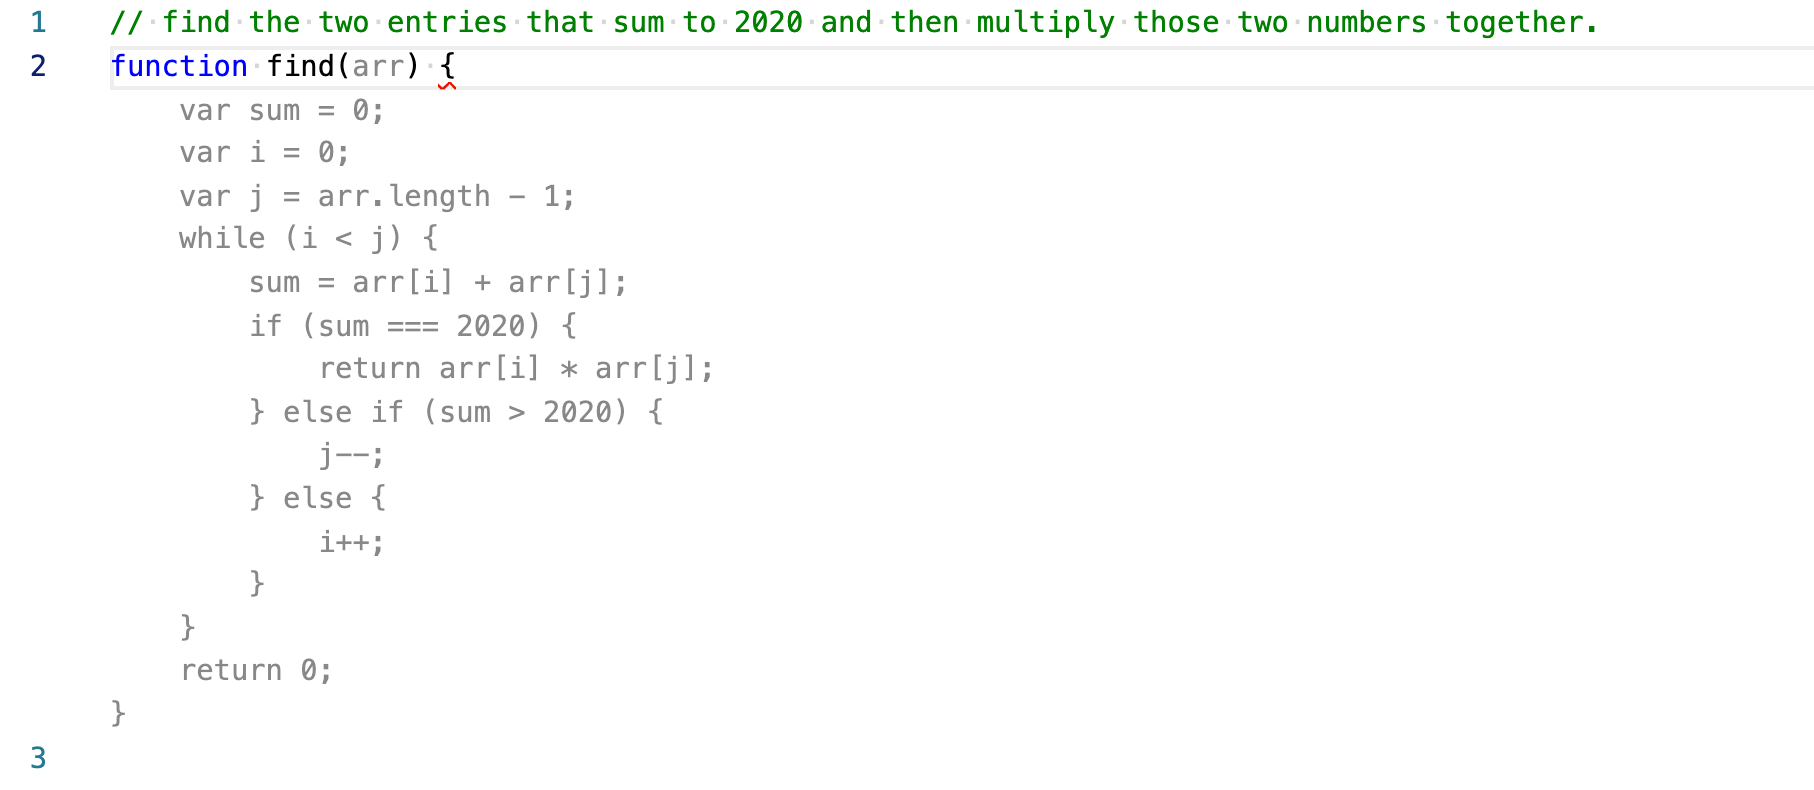 1 // find the two entries that sum to 2020 and then multiply those two numbers together.
2 function find(arr) {
var sum = 0;
var i = 0;
var j = arr.length - 1;
while (i < j) {
sum = arr[i] + arr[j];
if (sum === 2020) {
return arr[i] * arr[j];
} else if (sum > 2020) {
j--;
} else {
i++;
}
}
return 0;
}
3